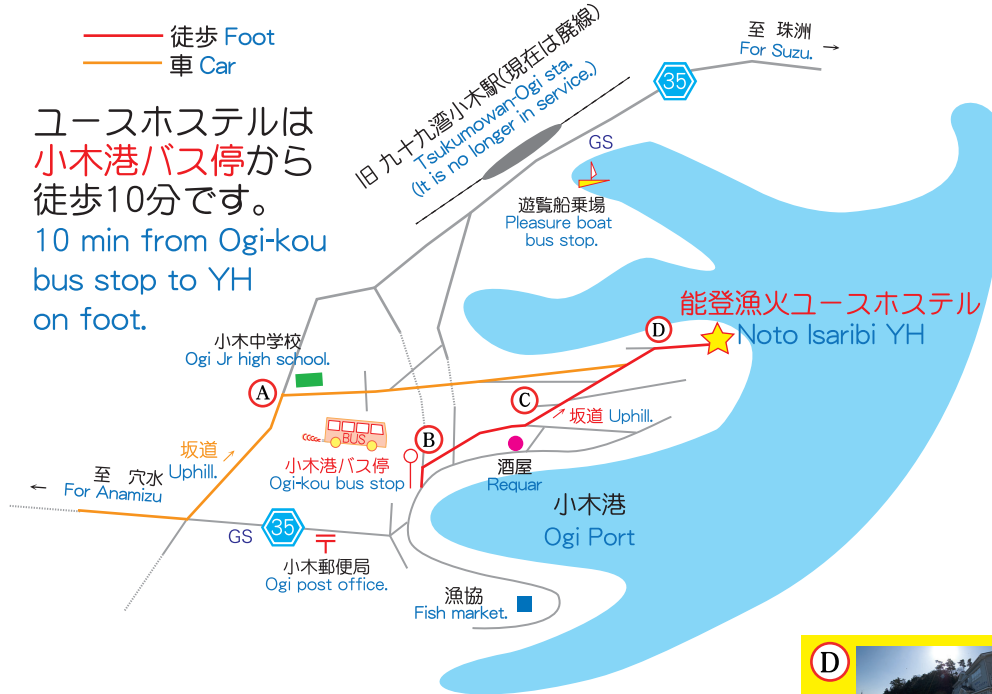 徒歩 Foot
車 Car
ユースホステルは
小木港バス停から
徒歩10分です。
10 min from Ogi-kou
bus stop to YH
on foot.
旧 九十九湾小木駅(現在は廃線)
Tsukumowan-Ogi sta.
(It is no longer in service.)
至 珠洲
For Suzu. →
35
GS
遊覧船乗場
Pleasure boat
bus stop.
能登漁火ユースホステル
Noto Isaribi YH
D
小木中学校
Ogi Jr high school.
A
C
坂道 Uphill.
B
BUS
小木港バス停
Ogi-kou bus stop
坂道
Uphill.
酒屋
Requar
至 穴水
← For Anamizu
小木港
Ogi Port
35
GS
小木郵便局
Ogi post office.
漁協
Fish market.
D